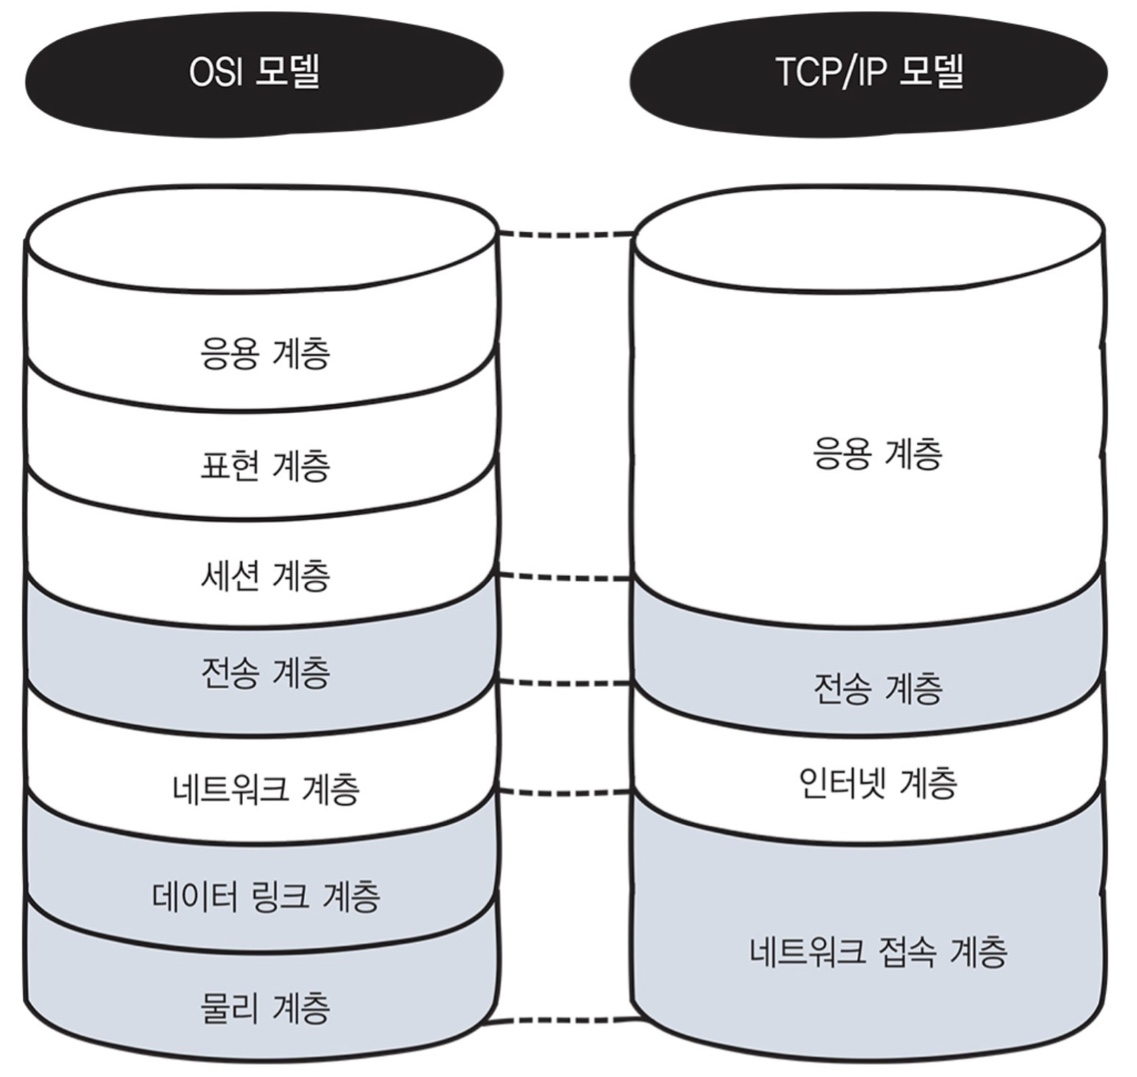 OSI 모델
TCP/IP 모델
응용 계층
표현 계층
세션 계층
전송 계층
네트워크 계층
데이터 링크 계층
물리 계층
응용 계층
전송 계층
인터넷 계층
네트워크 접속 계층